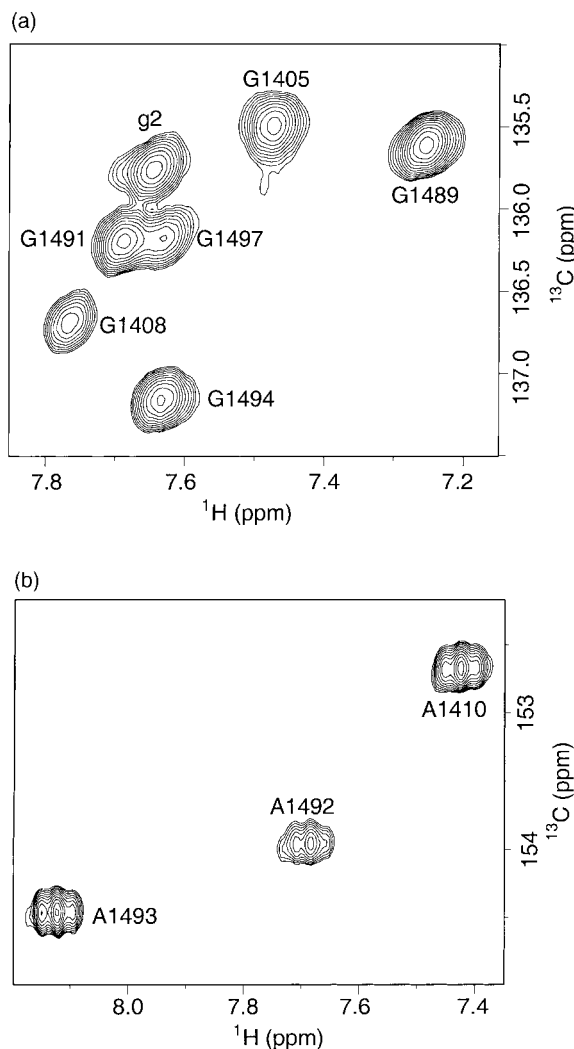 (a)
G1405
g2
135.5
G1489
136.0
G1491
G1497
136.5
¹³C (ppm)
G1408
137.0
G1494
7.8
7.6
7.4
7.2
¹H (ppm)
(b)
A1410
153
A1492
¹³C (ppm)
154
A1493
8.0
7.8
7.6
7.4
¹H (ppm)